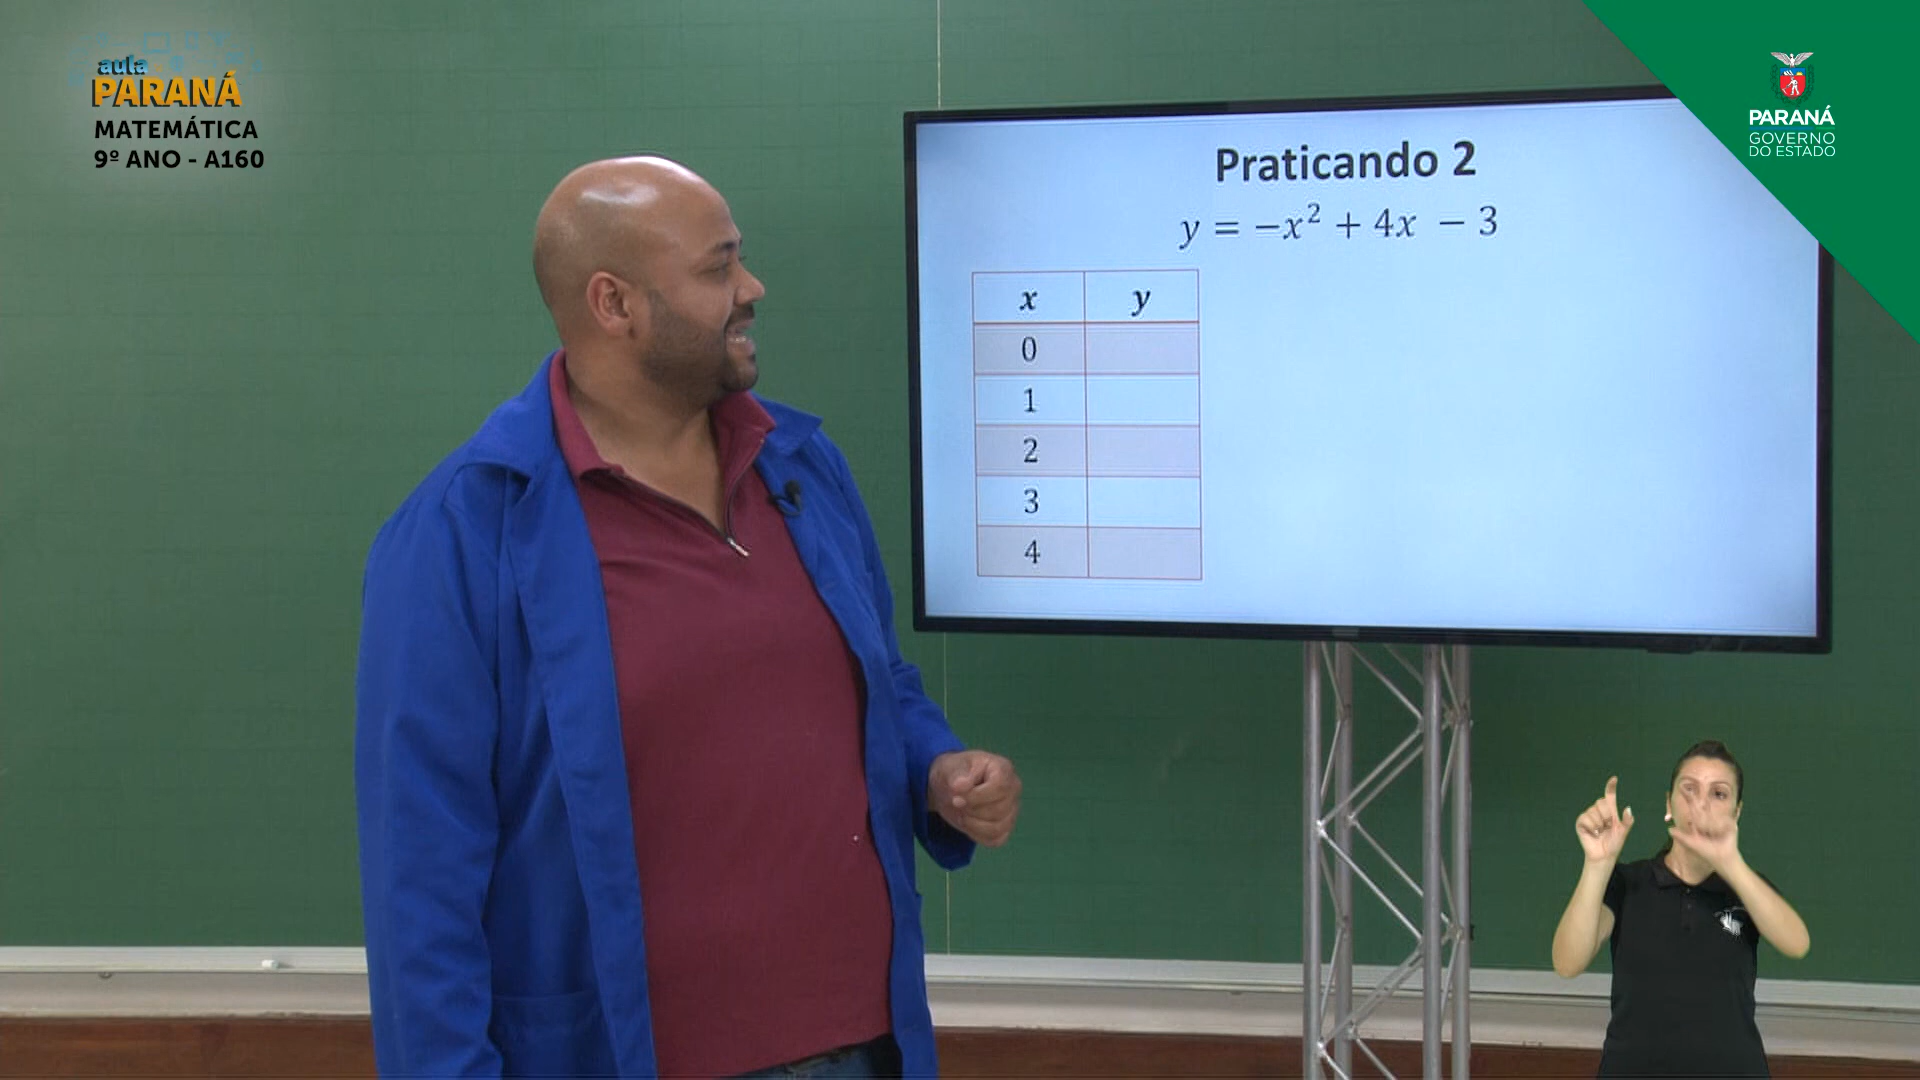 aula
PARANÁ
MATEMÁTICA
9º ANO - A160
Praticando 2
y = −x² + 4x − 3
x y
0
1
2
3
4
PARANÁ
GOVERNO
DO ESTADO